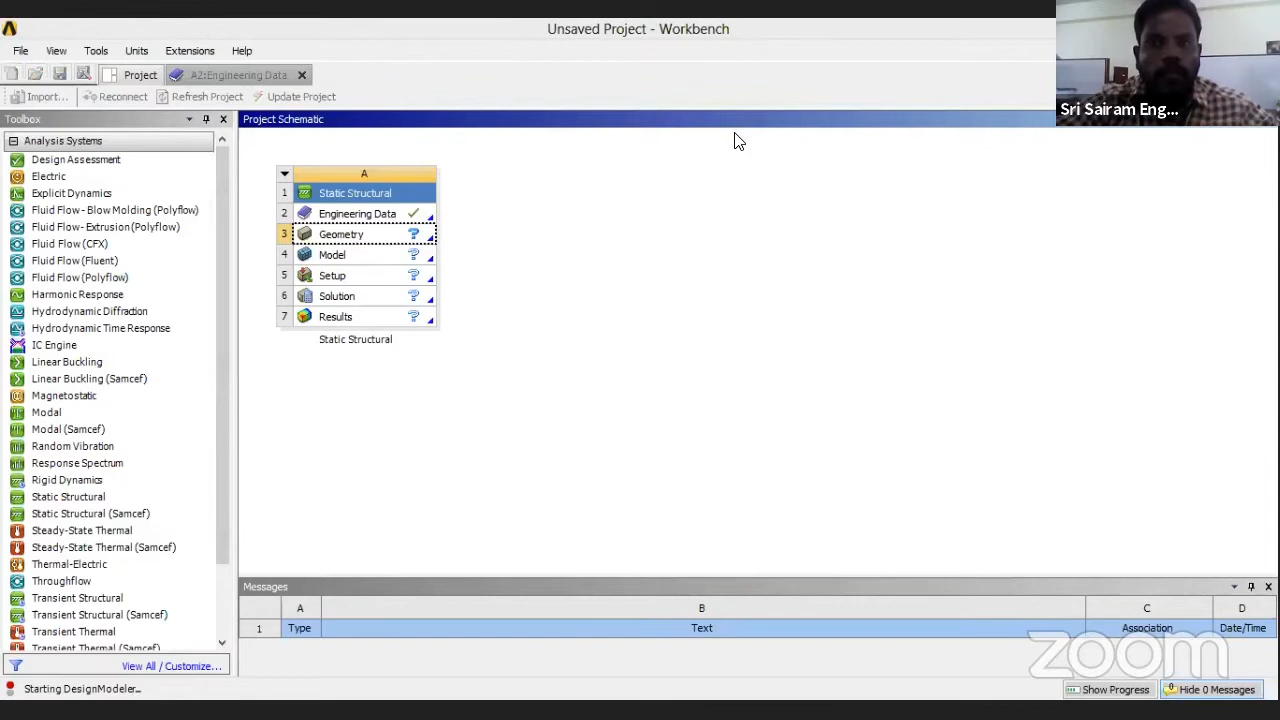 Unsaved Project - Workbench
File View Tools Units Extensions Help
Project A2:Engineering Data
Import... Reconnect Refresh Project Update Project
Sri Sairam Eng...
Toolbox
Analysis Systems
Design Assessment
Electric
Explicit Dynamics
Fluid Flow - Blow Molding (Polyflow)
Fluid Flow - Extrusion (Polyflow)
Fluid Flow (CFX)
Fluid Flow (Fluent)
Fluid Flow (Polyflow)
Harmonic Response
Hydrodynamic Diffraction
Hydrodynamic Time Response
IC Engine
Linear Buckling
Linear Buckling (Samcef)
Magnetostatic
Modal
Modal (Samcef)
Random Vibration
Response Spectrum
Rigid Dynamics
Static Structural
Static Structural (Samcef)
Steady-State Thermal
Steady-State Thermal (Samcef)
Thermal-Electric
Throughflow
Transient Structural
Transient Structural (Samcef)
Transient Thermal
Transient Thermal (Samcef)
View All / Customize...
Project Schematic
A
1 Static Structural
2 Engineering Data
3 Geometry
4 Model
5 Setup
6 Solution
7 Results
Static Structural
Messages
A B C D
1 Type Text Association Date/Time
zoom
Starting DesignModeler...
Show Progress Hide 0 Messages